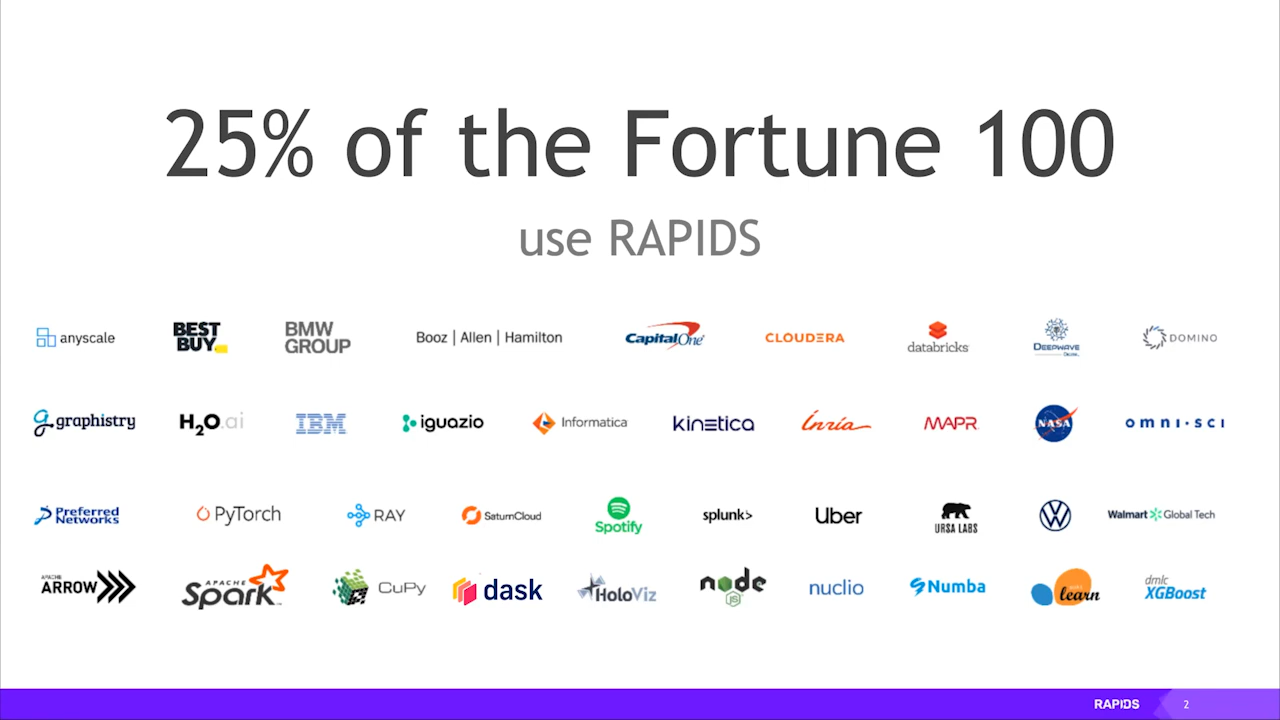 25% of the Fortune 100
use RAPIDS
anyscale
BEST
BUY
BMW
GROUP
Booz | Allen | Hamilton
CapitalOne
CLOUDERA
databricks
DEEPWAVE
DOMINO
graphistry
H2O.ai
IBM
iguazio
Informatica
kinetica
Inria
MAPR
NASA
omni·sci
Preferred
Networks
PyTorch
RAY
SaturnCloud
Spotify
splunk>
Uber
URSA LABS
VW
Walmart Global Tech
APACHE
ARROW
APACHE
Spark
CuPy
dask
HoloViz
node
JS
nuclio
Numba
learn
dmlc
XGBoost
RAPIDS
2